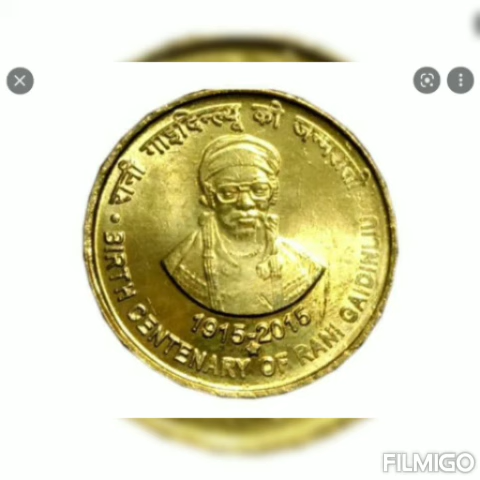 रानी गाइदिन्ल्यू की जन्मशती
1915-2015
BIRTH CENTENARY OF RANI GAIDINLIU
FILMIGO